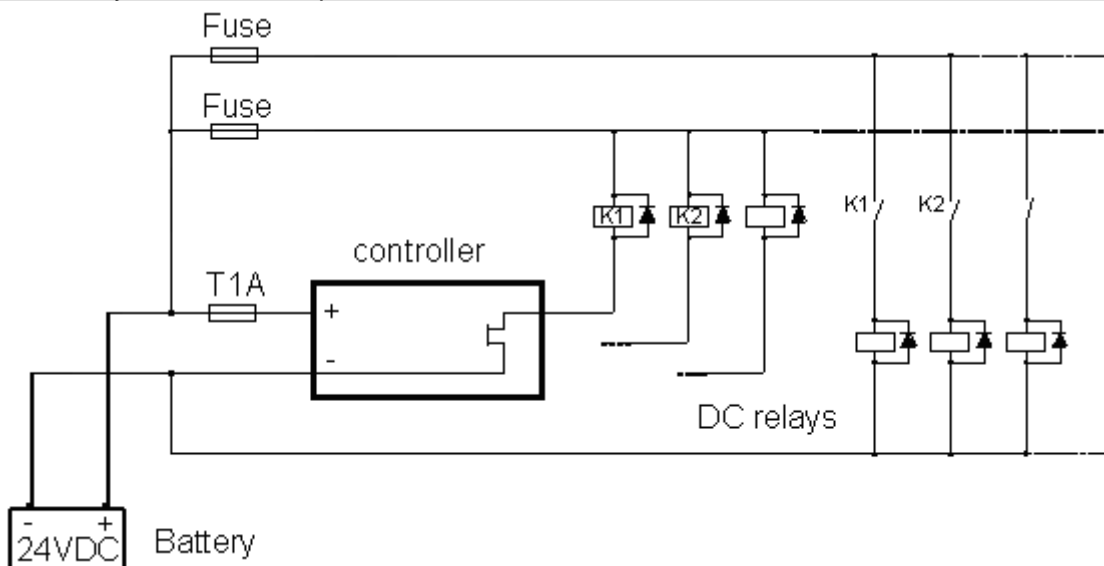 Fuse
Fuse
K1
K2
K1
K2
controller
T1A
+
-
DC relays
- +
24VDC
Battery